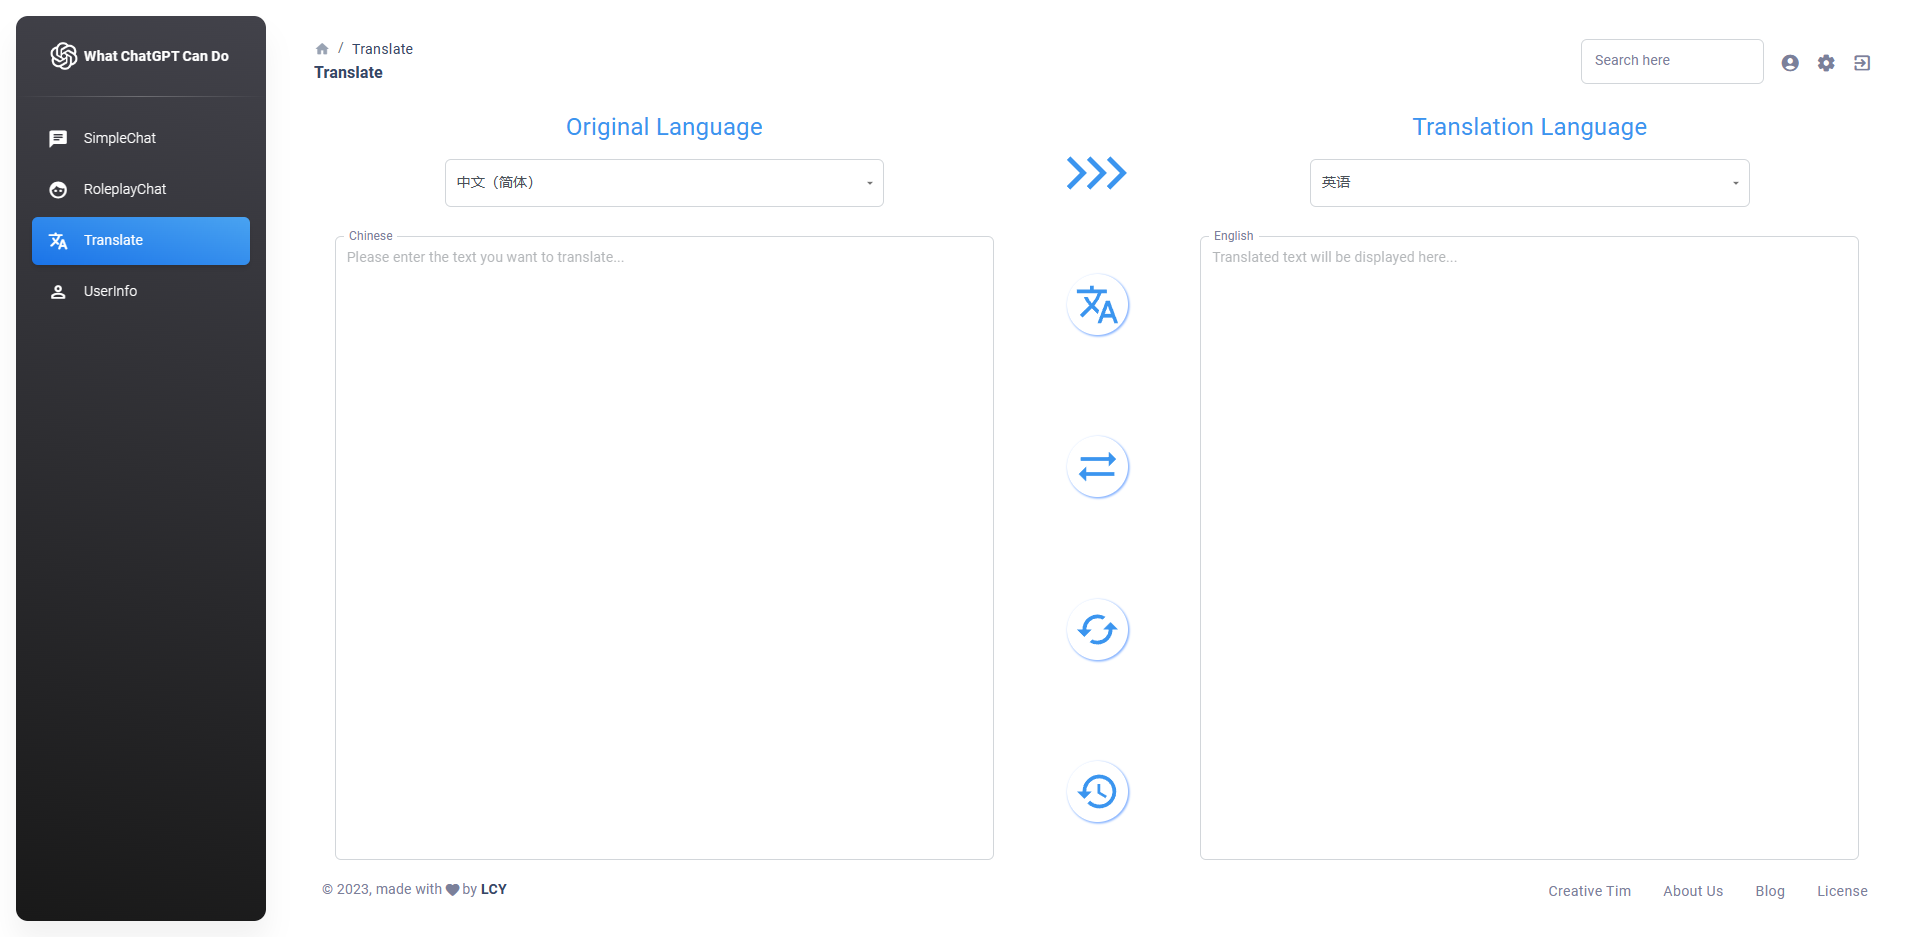 What ChatGPT Can Do
SimpleChat
RoleplayChat
Translate
UserInfo
/ Translate
Translate
Search here
Original Language
Translation Language
中文（简体）
英语
Chinese
Please enter the text you want to translate...
English
Translated text will be displayed here...
© 2023, made with by LCY
Creative Tim
About Us
Blog
License